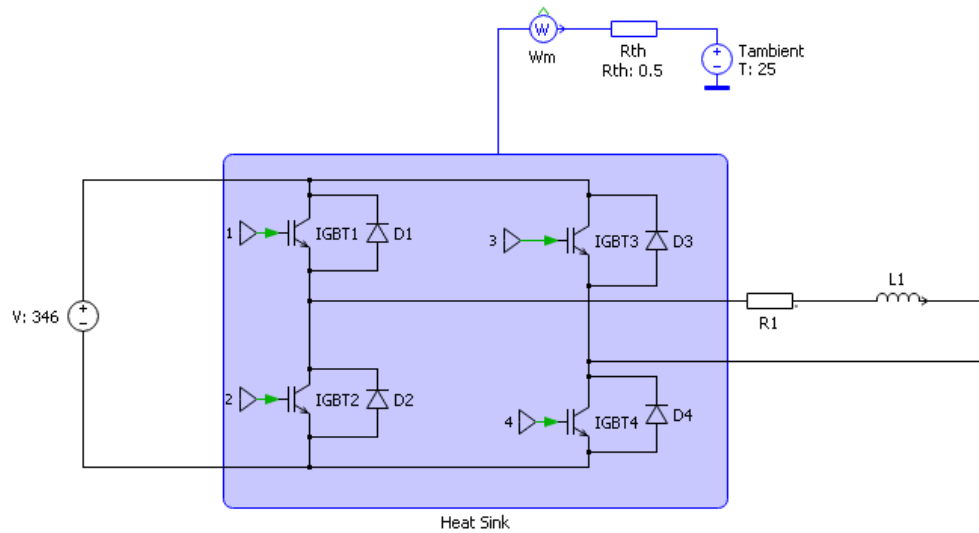 W
Wm
Rth
Rth: 0.5
Tambient
T: 25
V: 346
1
IGBT1
D1
3
IGBT3
D3
L1
R1
2
IGBT2
D2
4
IGBT4
D4
Heat Sink